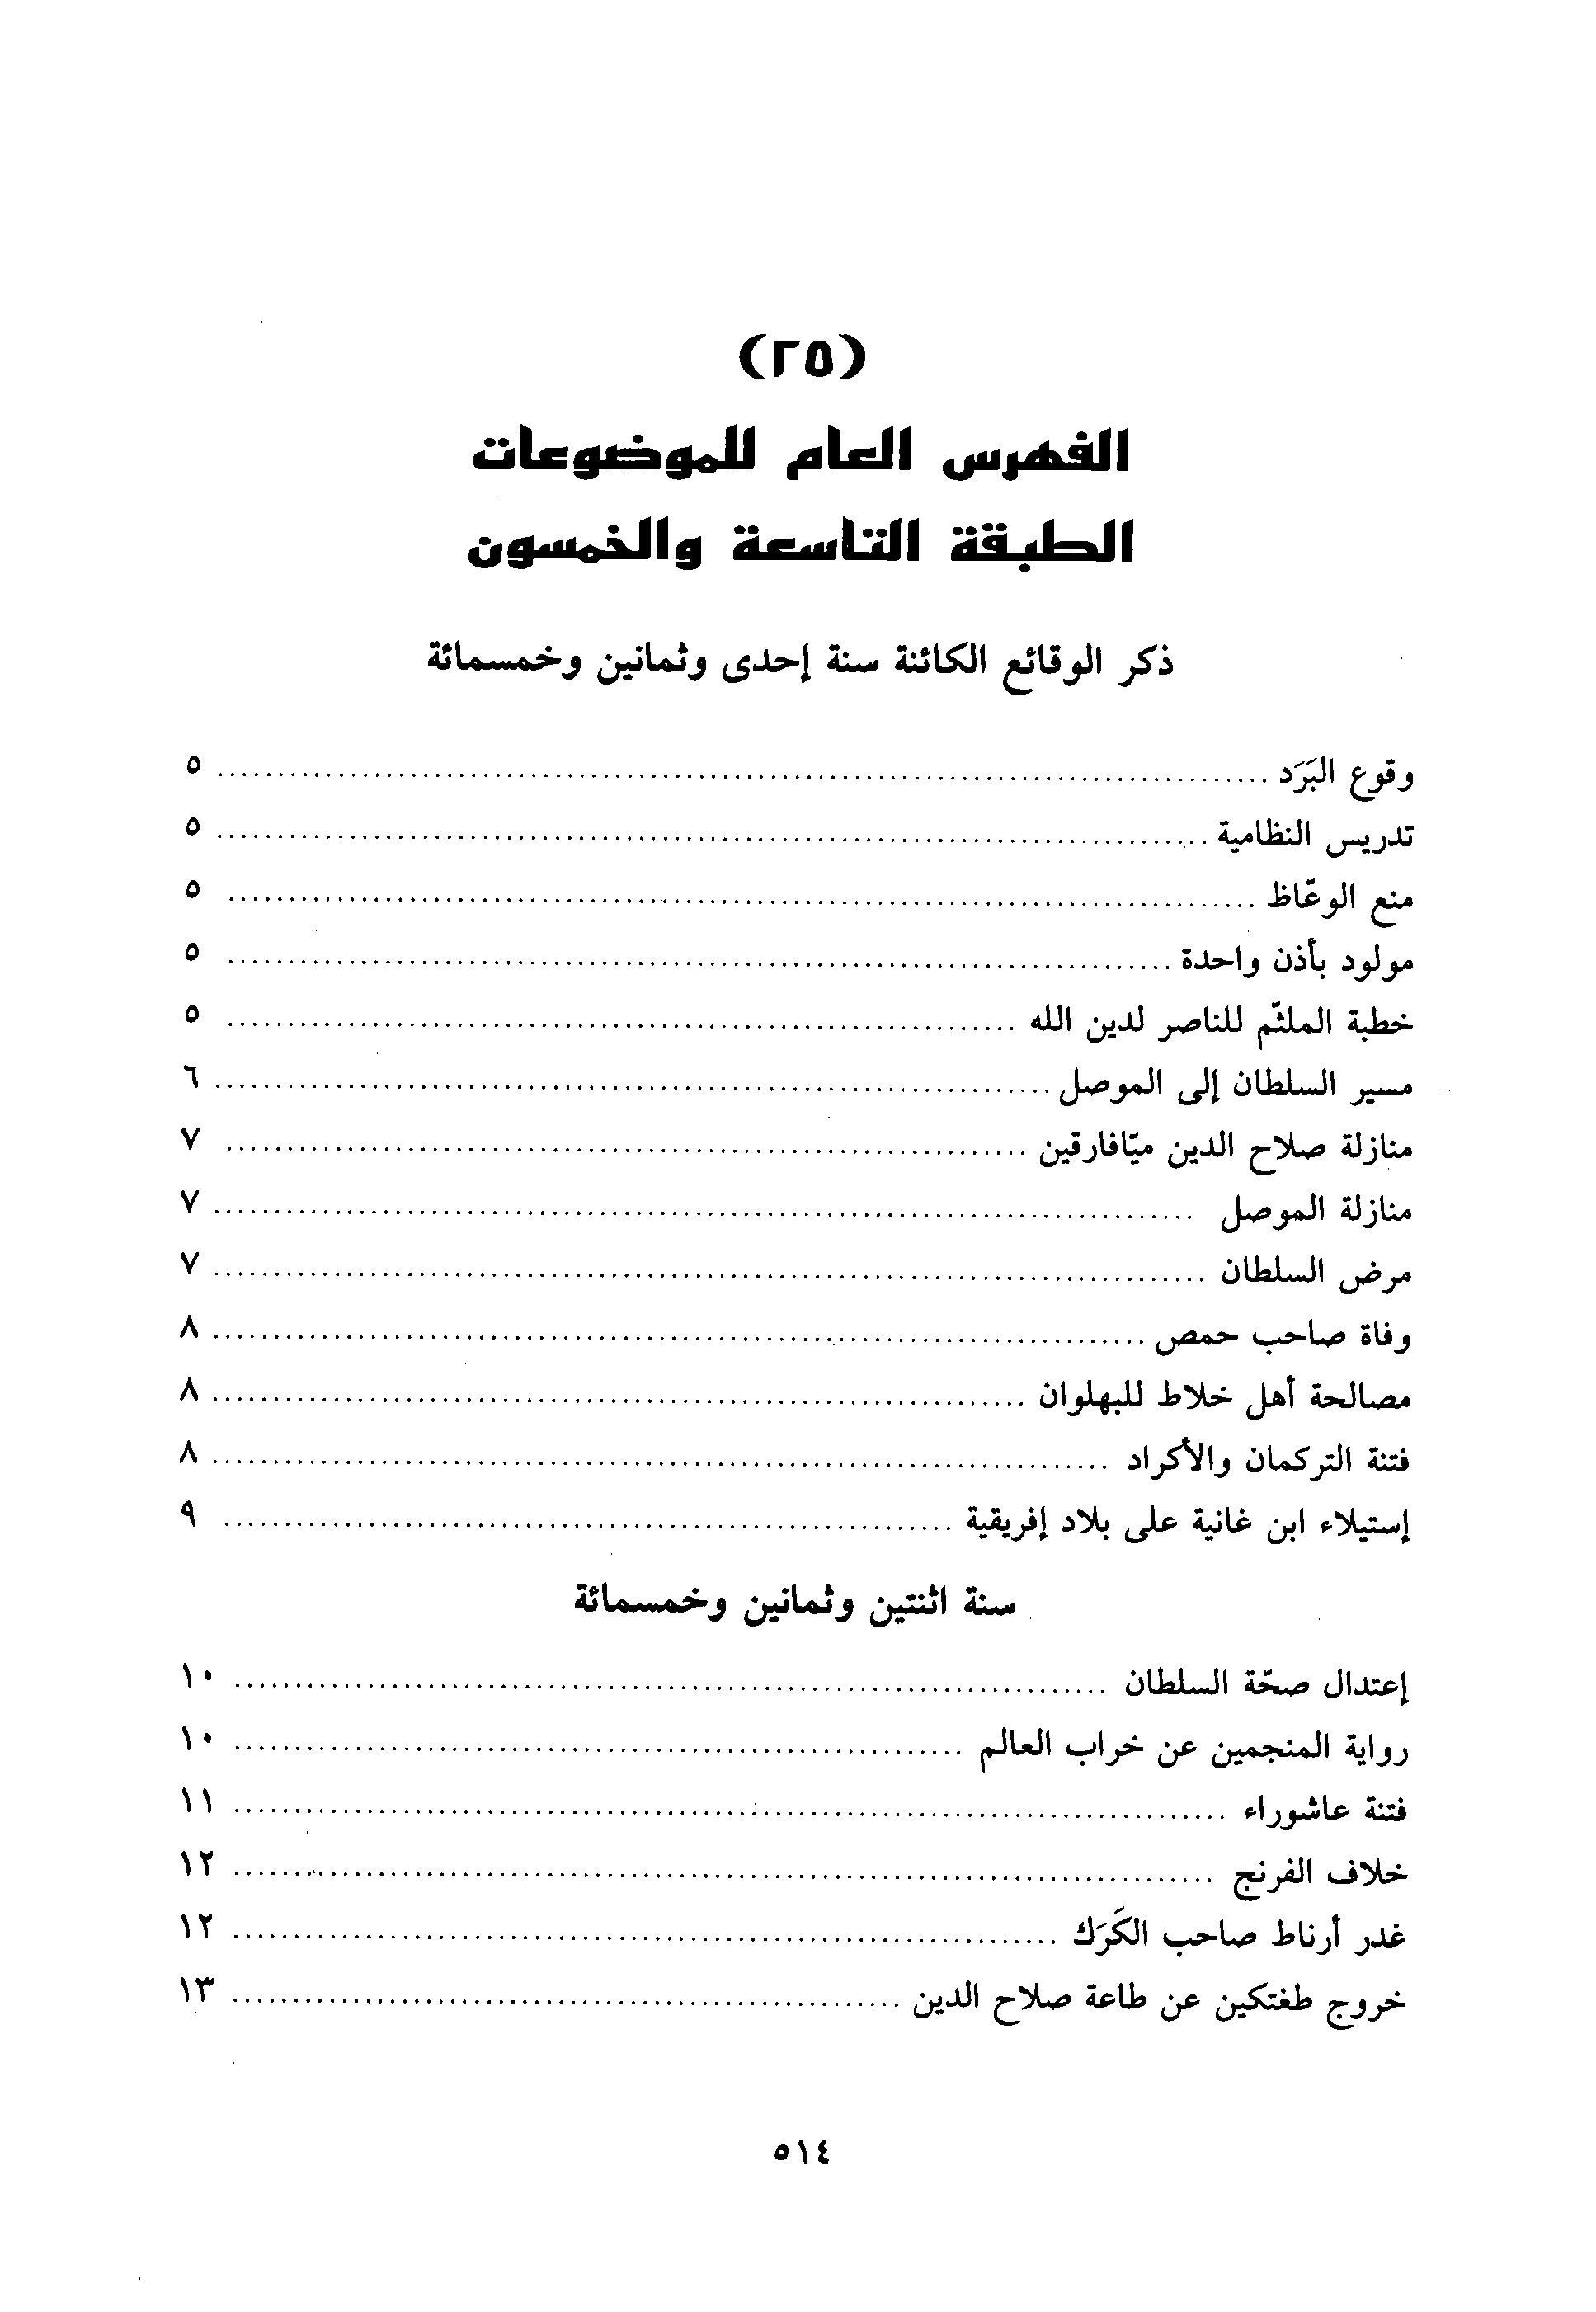 (٢٥)
الفهرس العام للموضوعات
الطبقة التاسعة والخمسون
ذكر الوقائع الكائنة سنة إحدى وثمانين وخمسمائة
وقوع البَرَد ........................ ٥
تدريس النظامية ........................ ٥
منع الوعّاظ ........................ ٥
مولود بأذن واحدة ........................ ٥
خطبة الملثّم للناصر لدين الله ........................ ٥
مسير السلطان إلى الموصل ........................ ٦
منازلة صلاح الدين ميّافارقين ........................ ٧
منازلة الموصل ........................ ٧
مرض السلطان ........................ ٧
وفاة صاحب حمص ........................ ٨
مصالحة أهل خلاط للبهلوان ........................ ٨
فتنة التركمان والأكراد ........................ ٨
إستيلاء ابن غانية على بلاد إفريقية ........................ ٩
سنة اثنتين وثمانين وخمسمائة
إعتدال صحّة السلطان ........................ ١٠
رواية المنجمين عن خراب العالم ........................ ١٠
فتنة عاشوراء ........................ ١١
خلاف الفرنج ........................ ١٢
غدر أرناط صاحب الكَرَك ........................ ١٢
خروج طغتكين عن طاعة صلاح الدين ........................ ١٣
٥١٤